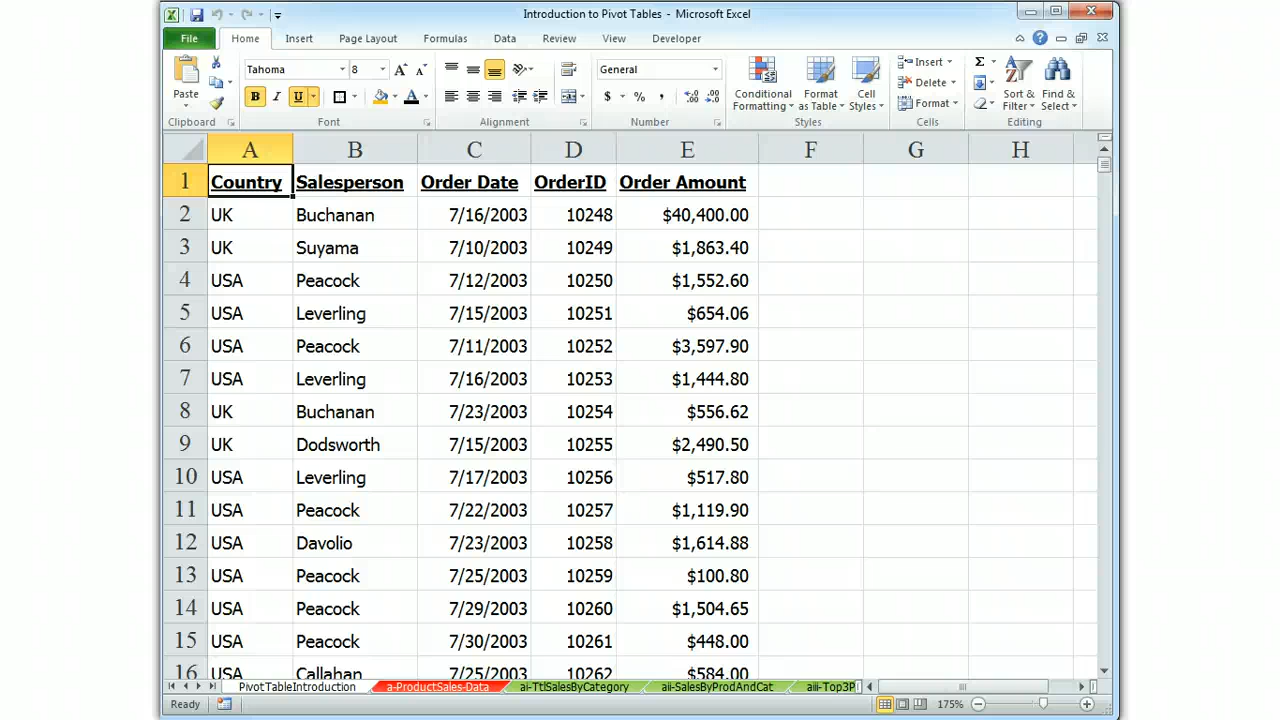 Introduction to Pivot Tables - Microsoft Excel
File Home Insert Page Layout Formulas Data Review View Developer
Paste Tahoma 8 General Conditional Formatting Format as Table Cell Styles Insert Delete Format Sort & Filter Find & Select
B I U $ % ,
Clipboard Font Alignment Number Styles Cells Editing
A B C D E F G H
1 Country Salesperson Order Date OrderID Order Amount
2 UK Buchanan 7/16/2003 10248 $40,400.00
3 UK Suyama 7/10/2003 10249 $1,863.40
4 USA Peacock 7/12/2003 10250 $1,552.60
5 USA Leverling 7/15/2003 10251 $654.06
6 USA Peacock 7/11/2003 10252 $3,597.90
7 USA Leverling 7/16/2003 10253 $1,444.80
8 UK Buchanan 7/23/2003 10254 $556.62
9 UK Dodsworth 7/15/2003 10255 $2,490.50
10 USA Leverling 7/17/2003 10256 $517.80
11 USA Peacock 7/22/2003 10257 $1,119.90
12 USA Davolio 7/23/2003 10258 $1,614.88
13 USA Peacock 7/25/2003 10259 $100.80
14 USA Peacock 7/29/2003 10260 $1,504.65
15 USA Peacock 7/30/2003 10261 $448.00
16 USA Callahan 7/25/2003 10262 $584.00
PivotTableIntroduction a-ProductSales-Data ai-TtlSalesByCategory aii-SalesByProdAndCat aiii-Top3P
Ready 175%